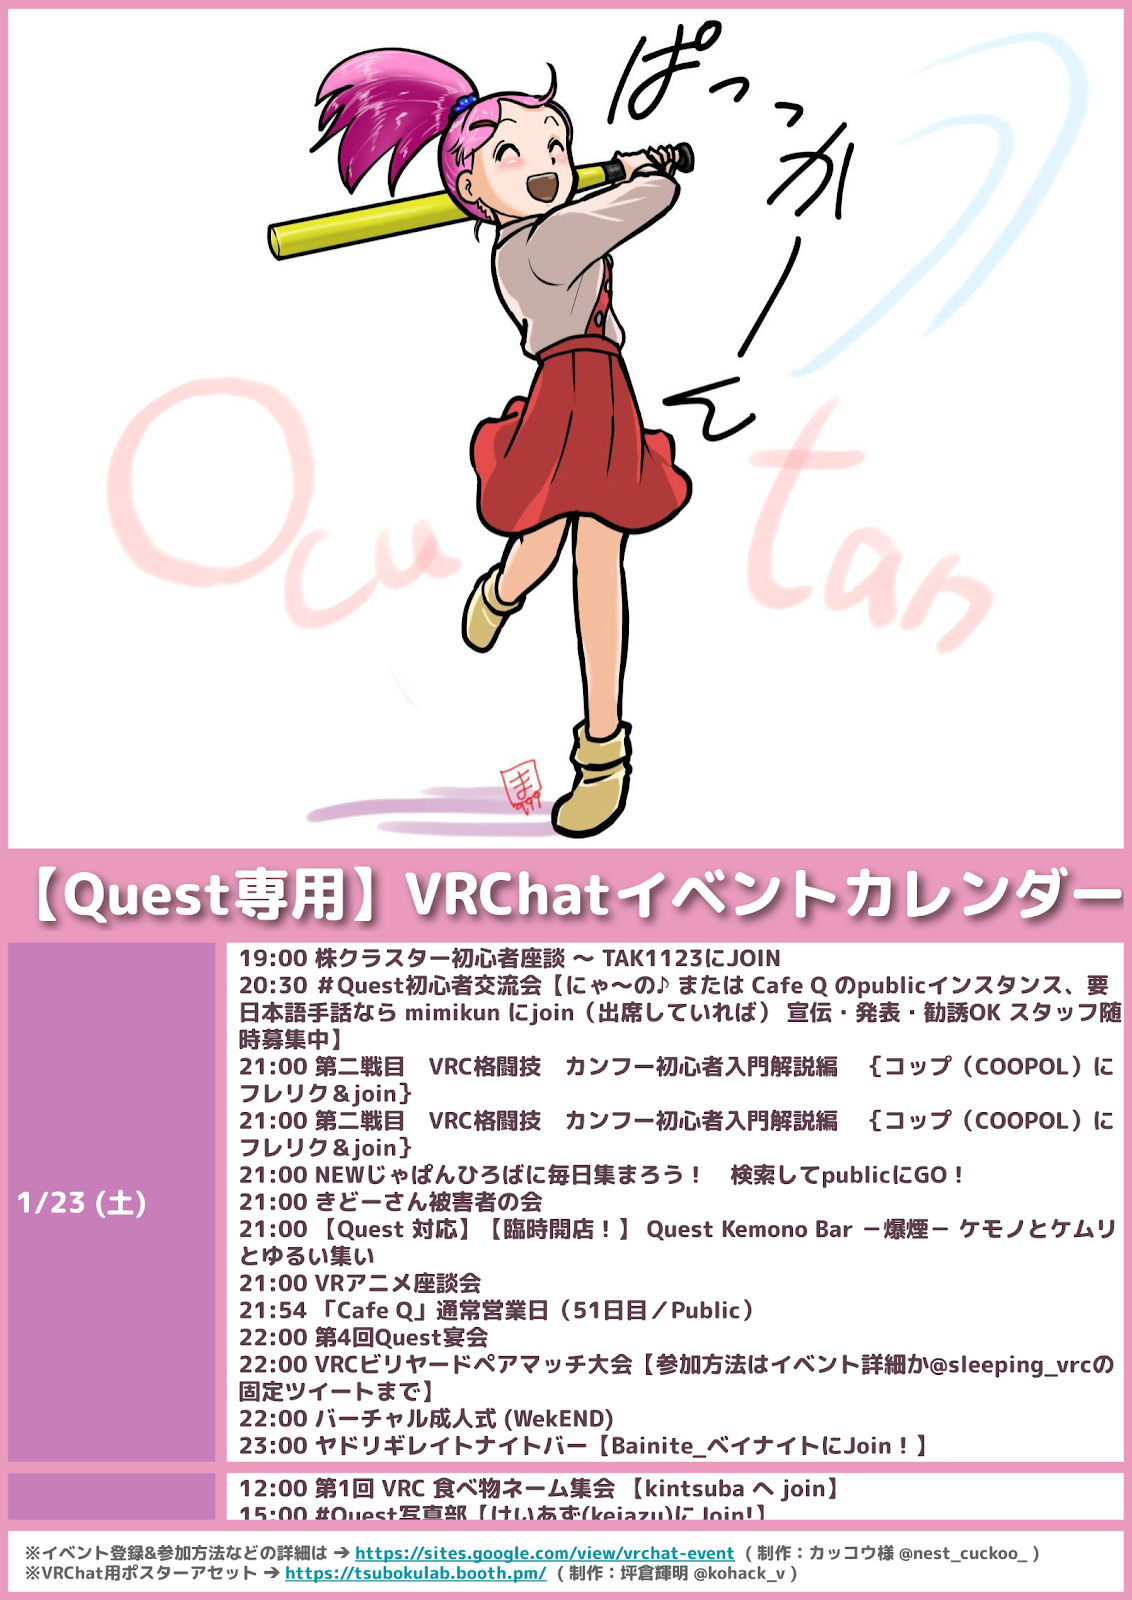 ぱっっかーん
Ocutan
ま
999
【Quest専用】VRChatイベントカレンダー
1/23 (土)
19:00 株クラスター初心者座談 ～ TAK1123にJOIN
20:30 ＃Quest初心者交流会【にゃ～の♪ または Cafe Q のpublicインスタンス、要
日本語手話なら mimikun にjoin（出席していれば） 宣伝・発表・勧誘OK スタッフ随
時募集中】
21:00 第二戦目　VRC格闘技　カンフー初心者入門解説編　｛コップ（COOPOL）に
フレリク＆join｝
21:00 第二戦目　VRC格闘技　カンフー初心者入門解説編　｛コップ（COOPOL）に
フレリク＆join｝
21:00 NEWじゃぱんひろばに毎日集まろう！　検索してpublicにGO！
21:00 きどーさん被害者の会
21:00 【Quest 対応】【臨時開店！】 Quest Kemono Bar －爆煙－ ケモノとケムリ
とゆるい集い
21:00 VRアニメ座談会
21:54 「Cafe Q」通常営業日（51日目／Public）
22:00 第4回Quest宴会
22:00 VRCビリヤードペアマッチ大会【参加方法はイベント詳細か@sleeping_vrcの
固定ツイートまで】
22:00 バーチャル成人式 (WekEND)
23:00 ヤドリギレイトナイトバー【Bainite_ベイナイトにJoin！】
12:00 第1回 VRC 食べ物ネーム集会 【kintsuba へ join】
15:00 #Quest写真部【けいあず(keiazu)にJoin!】
※イベント登録&参加方法などの詳細は ➔ https://sites.google.com/view/vrchat-event （ 制作：カッコウ様 @nest_cuckoo_ ）
※VRChat用ポスターアセット ➔ https://tsubokulab.booth.pm/ （ 制作：坪倉輝明 @kohack_v ）